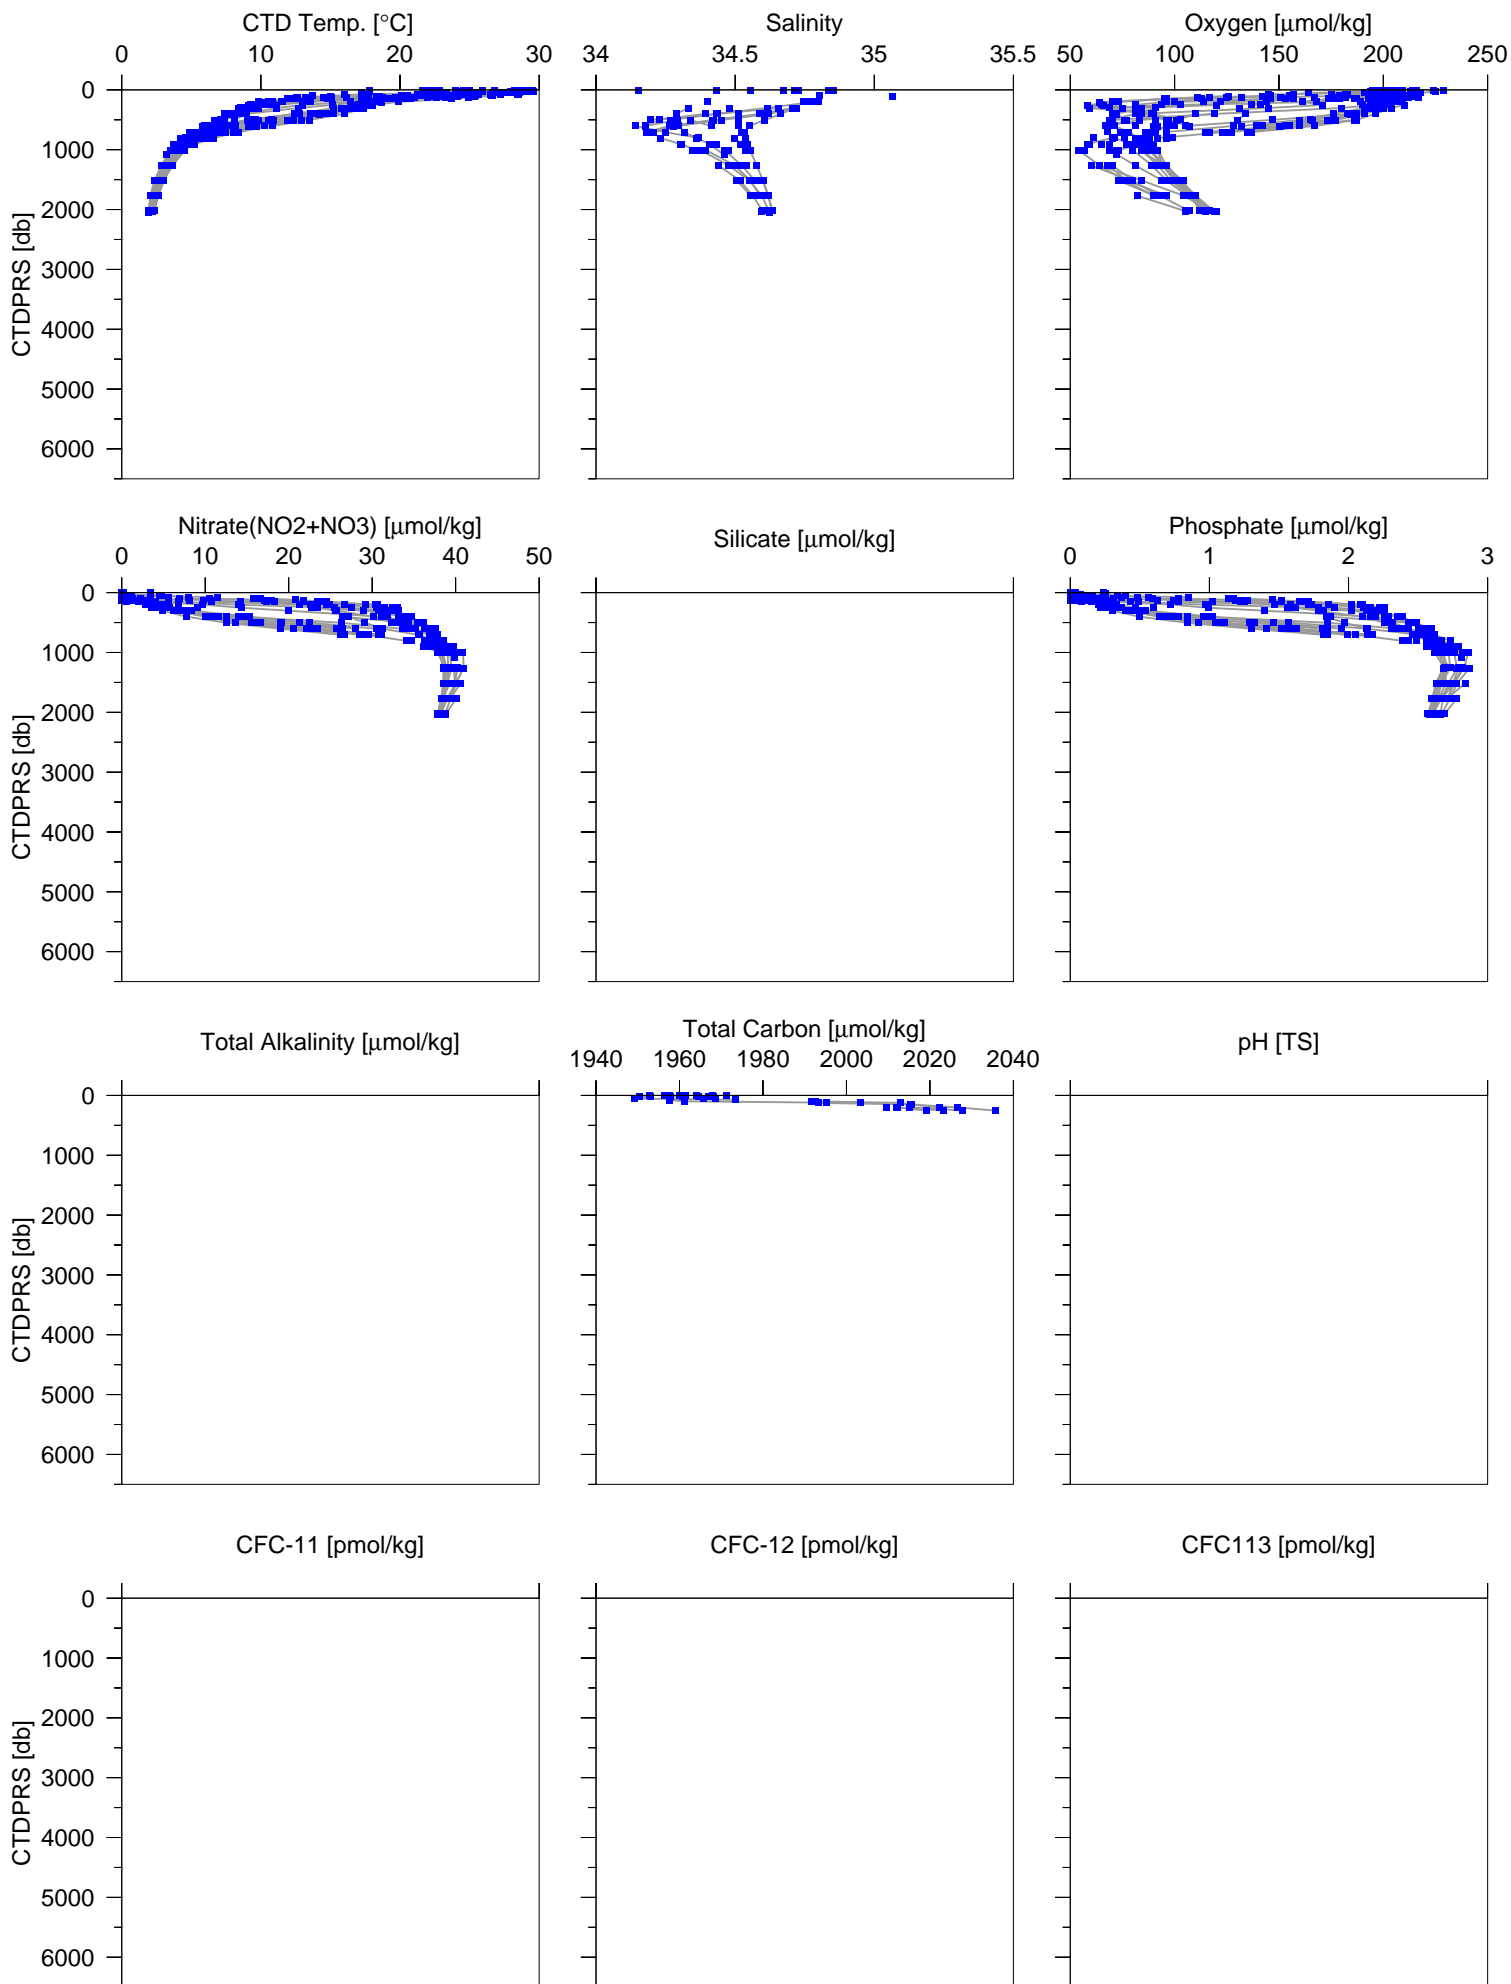 CTD Temp. [°C] Salinity Oxygen [μmol/kg]
0 10 20 30 34 34.5 35 35.5 50 100 150 200 250
0
1000
2000
3000
4000
5000
6000
CTDPRS [db]
Nitrate(NO2+NO3) [μmol/kg] Silicate [μmol/kg] Phosphate [μmol/kg]
0 10 20 30 40 50 0 1 2 3
0
1000
2000
3000
4000
5000
6000
CTDPRS [db]
Total Alkalinity [μmol/kg] Total Carbon [μmol/kg] pH [TS]
1940 1960 1980 2000 2020 2040
0
1000
2000
3000
4000
5000
6000
CTDPRS [db]
CFC-11 [pmol/kg] CFC-12 [pmol/kg] CFC113 [pmol/kg]
0
1000
2000
3000
4000
5000
6000
CTDPRS [db]